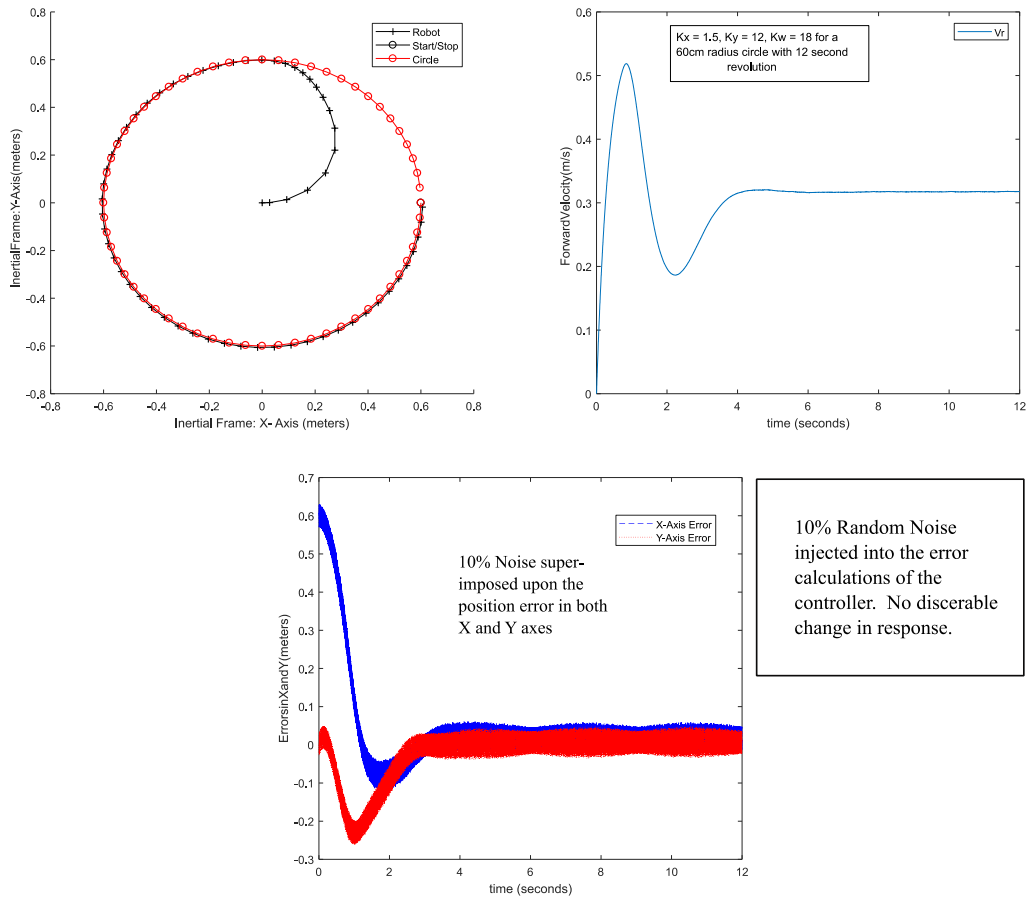 0.8
0.6
0.4
0.2
0
-0.2
-0.4
-0.6
-0.8
InertialFrame:Y-Axis(meters)
-0.8
-0.6
-0.4
-0.2
0
0.2
0.4
0.6
0.8
Inertial Frame: X- Axis (meters)
Robot
Start/Stop
Circle
0.6
0.5
0.4
0.3
0.2
0.1
0
ForwardVelocity(m/s)
Kx = 1.5, Ky = 12, Kw = 18 for a
60cm radius circle with 12 second
revolution
Vr
0
2
4
6
8
10
12
time (seconds)
0.7
0.6
0.5
0.4
0.3
0.2
0.1
0
-0.1
-0.2
-0.3
ErrorsinXandY(meters)
X-Axis Error
Y-Axis Error
10% Noise super-
imposed upon the
position error in both
X and Y axes
0
2
4
6
8
10
12
time (seconds)
10% Random Noise
injected into the error
calculations of the
controller. No discerable
change in response.